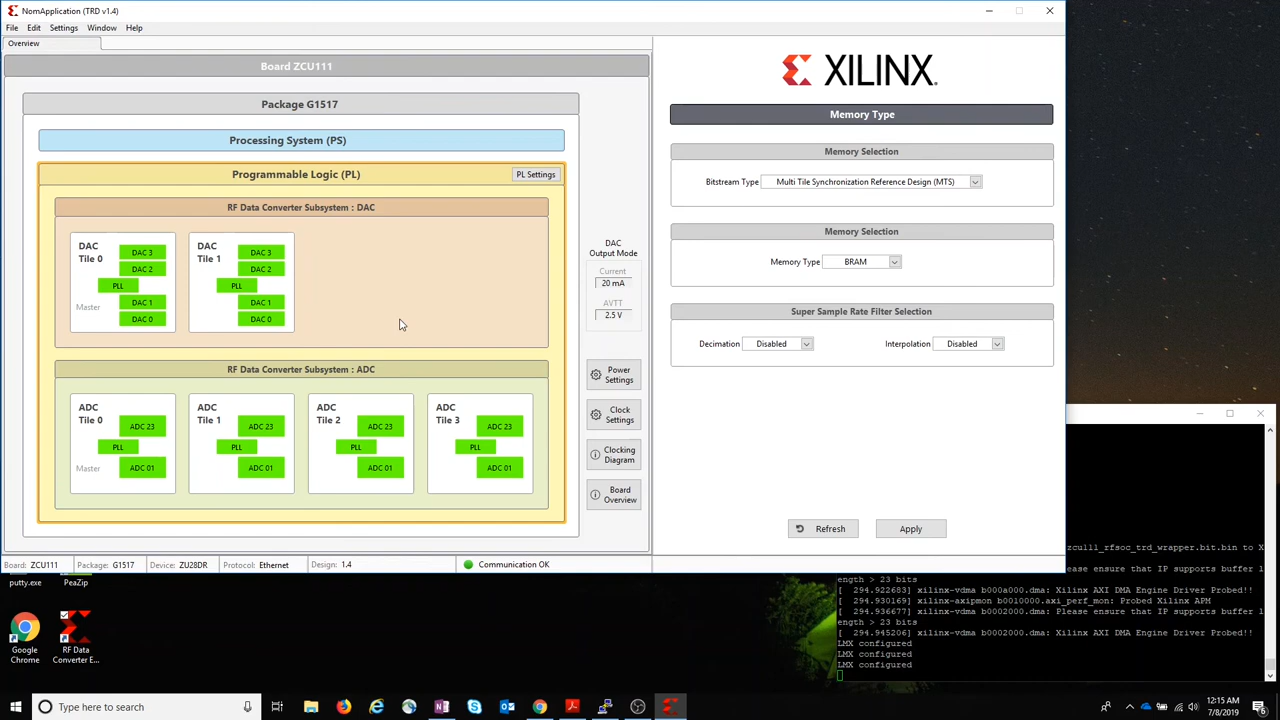 NomApplication (TRD v1.4)
File Edit Settings Window Help
Overview
Board ZCU111
Package G1517
Processing System (PS)
Programmable Logic (PL)
PL Settings
RF Data Converter Subsystem : DAC
DAC
Tile 0
DAC 3
DAC 2
PLL
Master
DAC 1
DAC 0
DAC
Tile 1
DAC 3
DAC 2
PLL
DAC 1
DAC 0
RF Data Converter Subsystem : ADC
ADC
Tile 0
ADC 23
PLL
Master
ADC 01
ADC
Tile 1
ADC 23
PLL
ADC 01
ADC
Tile 2
ADC 23
PLL
ADC 01
ADC
Tile 3
ADC 23
PLL
ADC 01
DAC
Output Mode
Current
20 mA
AVTT
2.5 V
Power
Settings
Clock
Settings
Clocking
Diagram
Board
Overview
XILINX.
Memory Type
Memory Selection
Bitstream Type Multi Tile Synchronization Reference Design (MTS)
Memory Selection
Memory Type BRAM
Super Sample Rate Filter Selection
Decimation Disabled Interpolation Disabled
Refresh Apply
Board: ZCU111 Package: G1517 Device: ZU28DR Protocol: Ethernet Design: 1.4 Communication OK
zcu111_rfsoc_trd_wrapper.bit.bin to X
ease ensure that IP supports buffer l
ength > 23 bits
[ 294.922683] xilinx-vdma b000a000.dma: Xilinx AXI DMA Engine Driver Probed!!
[ 294.930169] xilinx-axipmon b0010000.axi_perf_mon: Probed Xilinx APM
[ 294.936677] xilinx-vdma b0002000.dma: Please ensure that IP supports buffer l
ength > 23 bits
[ 294.945206] xilinx-vdma b0002000.dma: Xilinx AXI DMA Engine Driver Probed!!
LMX configured
LMX configured
LMX configured
putty.exe PeaZip
Google
Chrome
RF Data
Converter E...
Type here to search
12:15 AM
7/8/2019